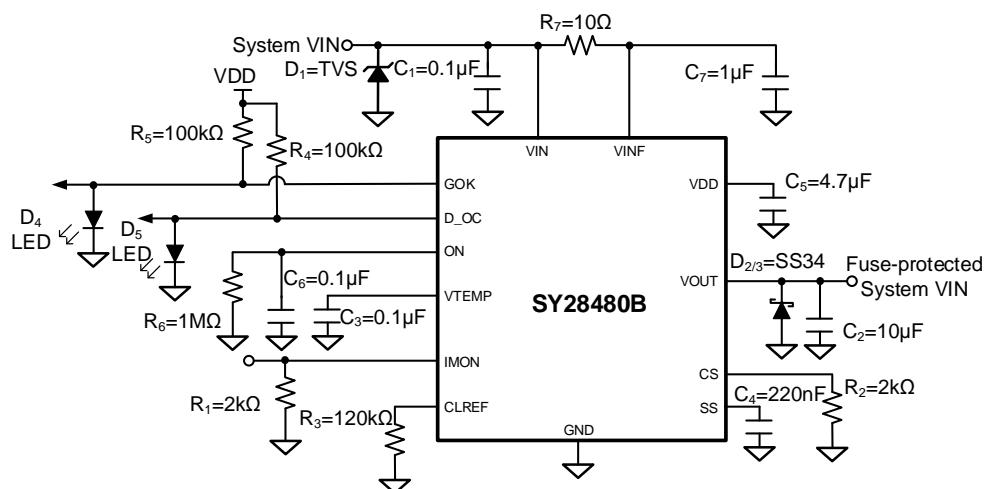 R7=10Ω
System VIN
D1=TVS
C1=0.1µF
C7=1µF
VDD
R5=100kΩ
R4=100kΩ
VIN
VINF
GOK
VDD
C5=4.7µF
D4
LED
D_OC
D5
LED
ON
C6=0.1µF
D2/3=SS34
Fuse-protected
System VIN
VOUT
VTEMP
SY28480B
R6=1MΩ
C3=0.1µF
C2=10µF
IMON
CS
R1=2kΩ
C4=220nF
R2=2kΩ
R3=120kΩ
CLREF
SS
GND